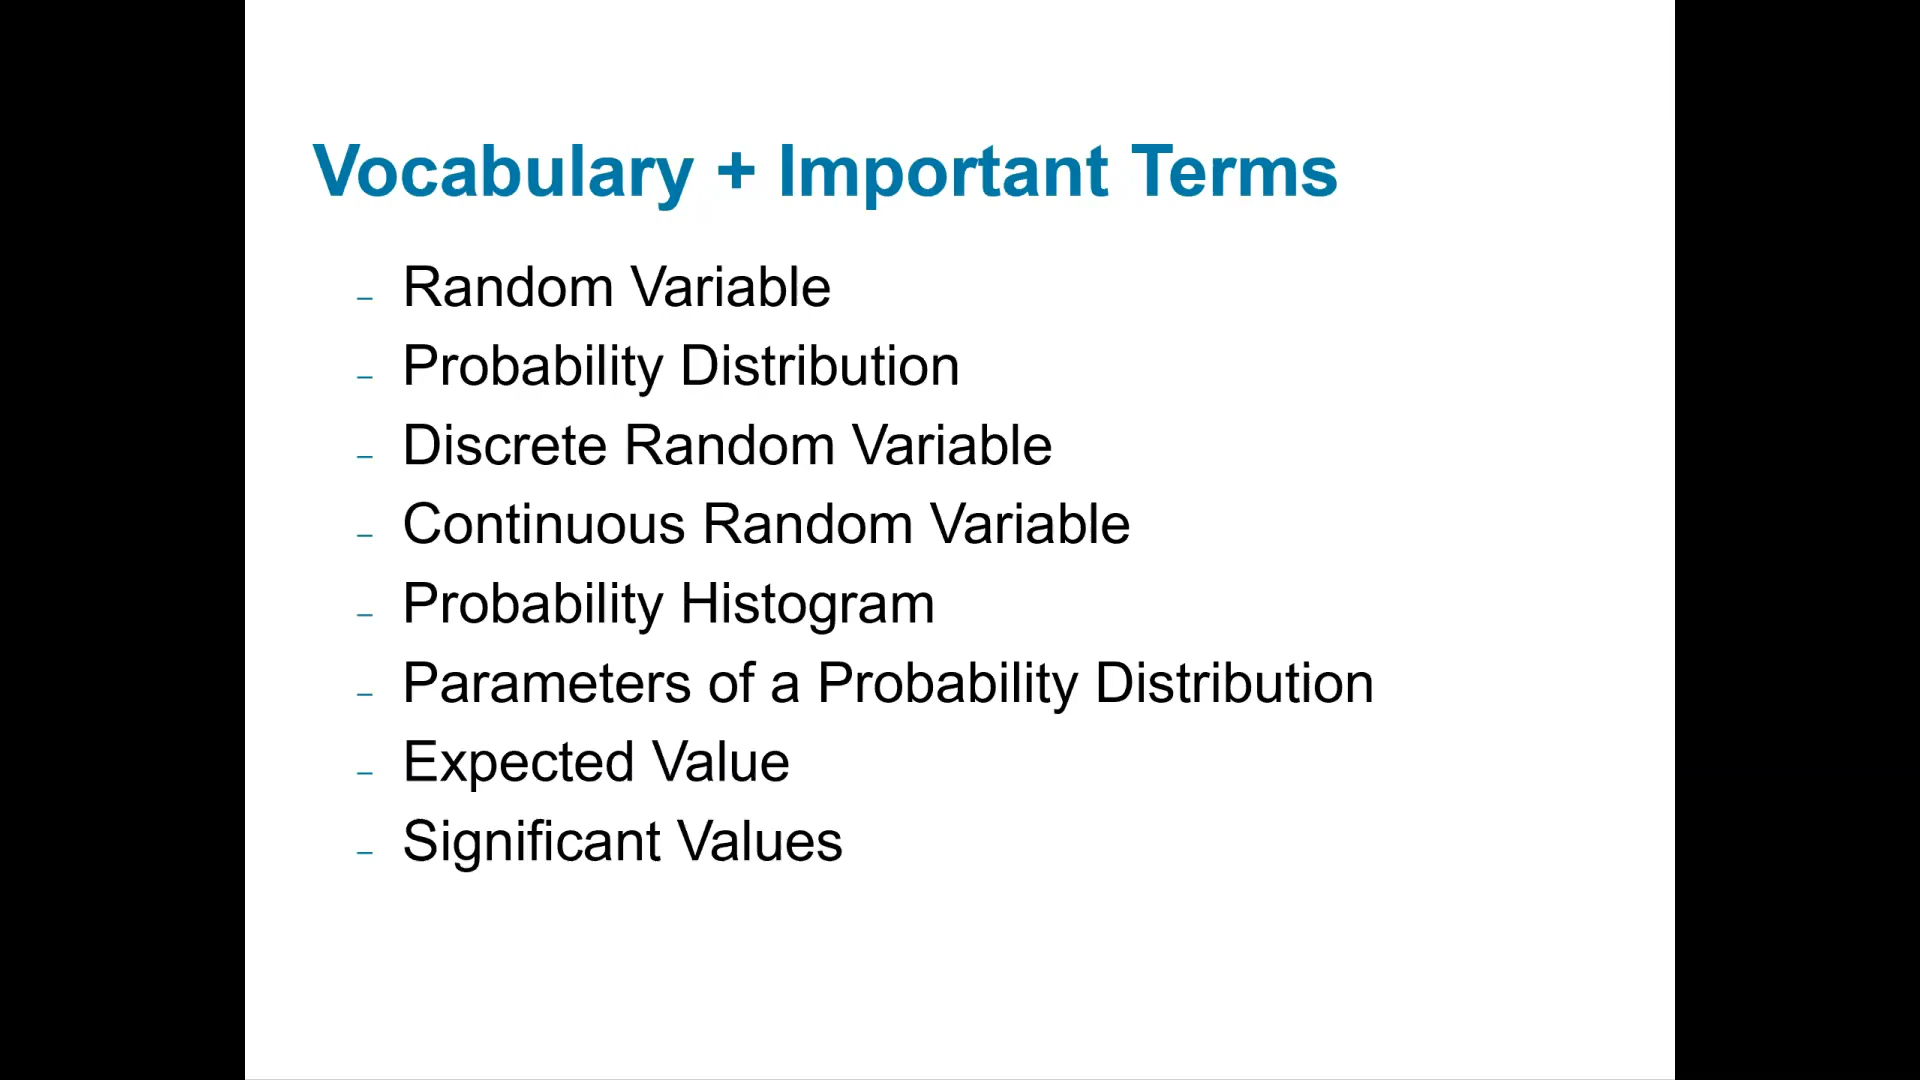 Vocabulary + Important Terms
– Random Variable
– Probability Distribution
– Discrete Random Variable
– Continuous Random Variable
– Probability Histogram
– Parameters of a Probability Distribution
– Expected Value
– Significant Values